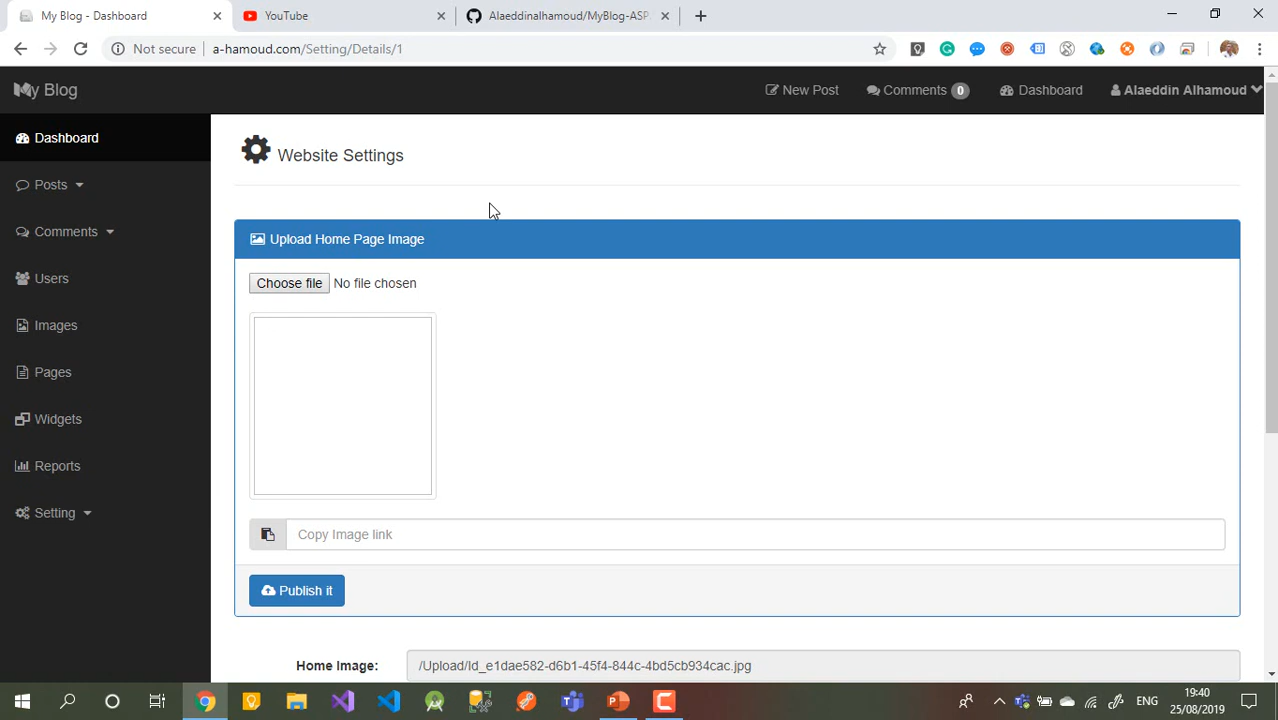 My Blog - Dashboard
YouTube
Alaeddinalhamoud/MyBlog-ASP.
Not secure | a-hamoud.com/Setting/Details/1
My Blog
New Post
Comments 0
Dashboard
Alaeddin Alhamoud
Dashboard
Posts
Comments
Users
Images
Pages
Widgets
Reports
Setting
Website Settings
Upload Home Page Image
Choose file No file chosen
Copy Image link
Publish it
Home Image: /Upload/Id_e1dae582-d6b1-45f4-844c-4bd5cb934cac.jpg
ENG
19:40
25/08/2019